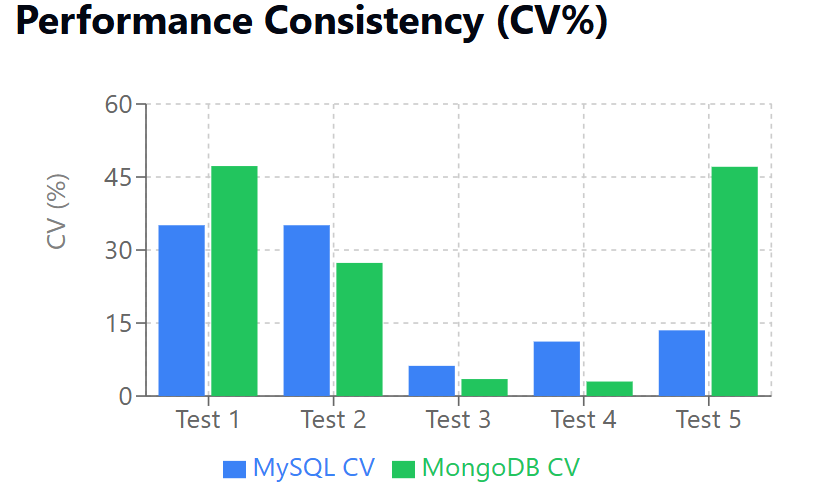 Performance Consistency (CV%)
CV (%)
60
45
30
15
0
Test 1 Test 2 Test 3 Test 4 Test 5
MySQL CV MongoDB CV